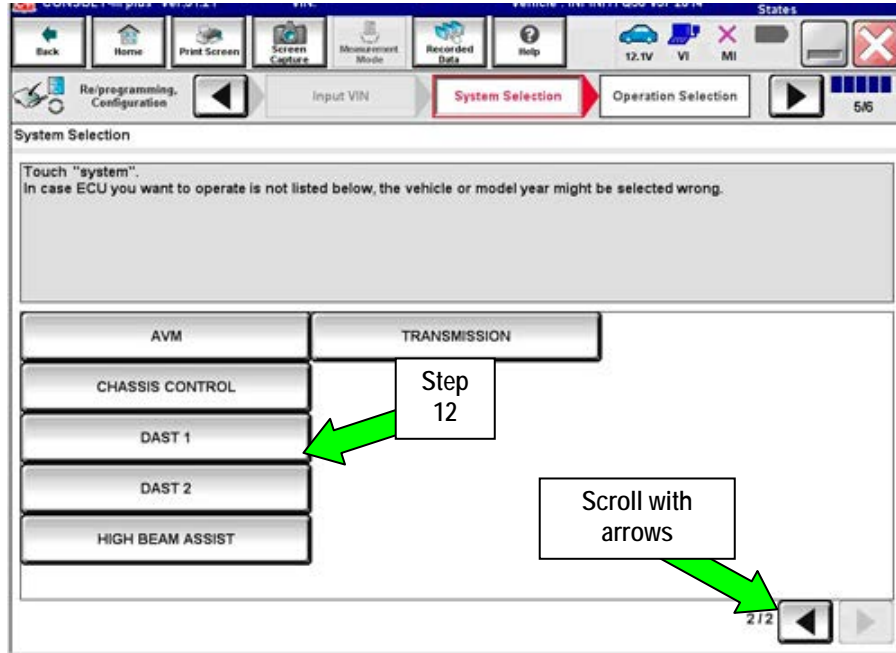 States
Back
Home
Print Screen
Screen Capture
Measurement Mode
Recorded Data
Help
12.1V
VI
MI
Re/programming, Configuration
Input VIN
System Selection
Operation Selection
5/6
System Selection
Touch "system".
In case ECU you want to operate is not listed below, the vehicle or model year might be selected wrong.
AVM
TRANSMISSION
CHASSIS CONTROL
Step
12
DAST 1
DAST 2
Scroll with
arrows
HIGH BEAM ASSIST
2/2